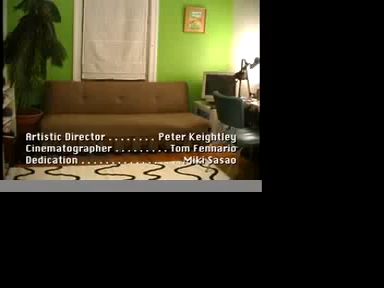 Artistic Director ........ Peter Keightley
Cinematographer ......... Tom Fennario
Dedication ................. Miki Sasao